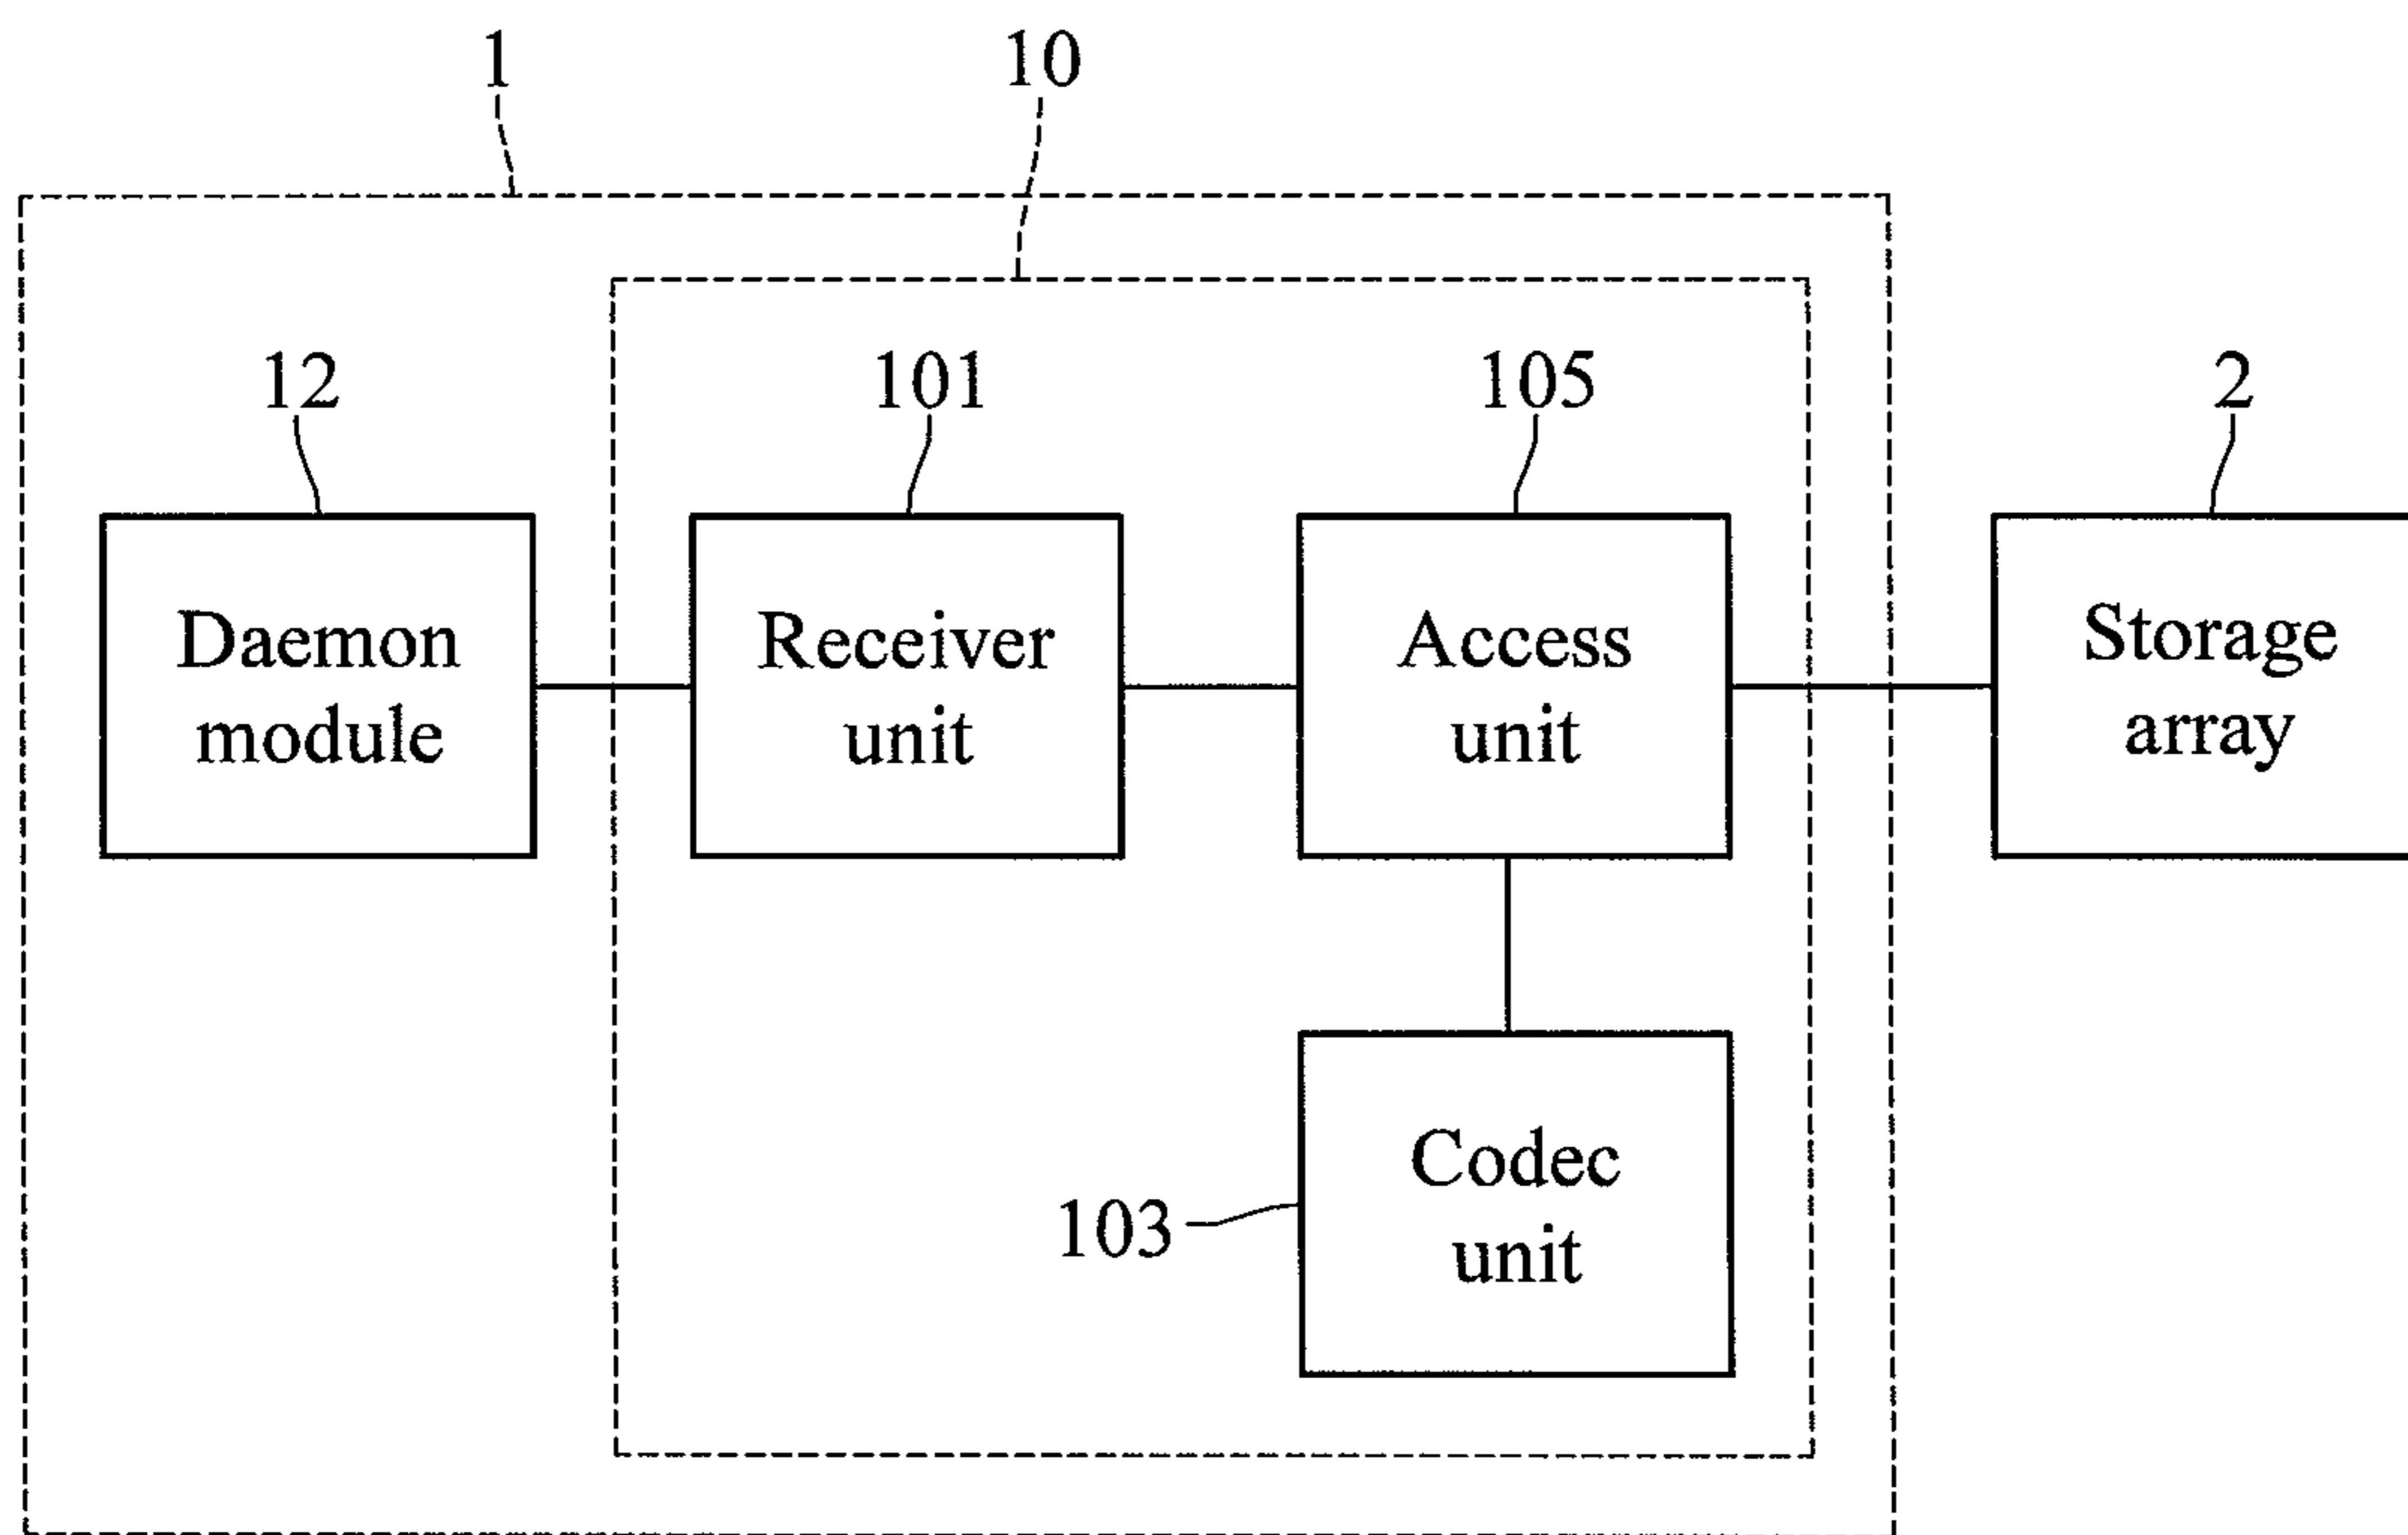 1
10
12
101
105
2
Daemon
module
Receiver
unit
Access
unit
Storage
array
Codec
unit
103